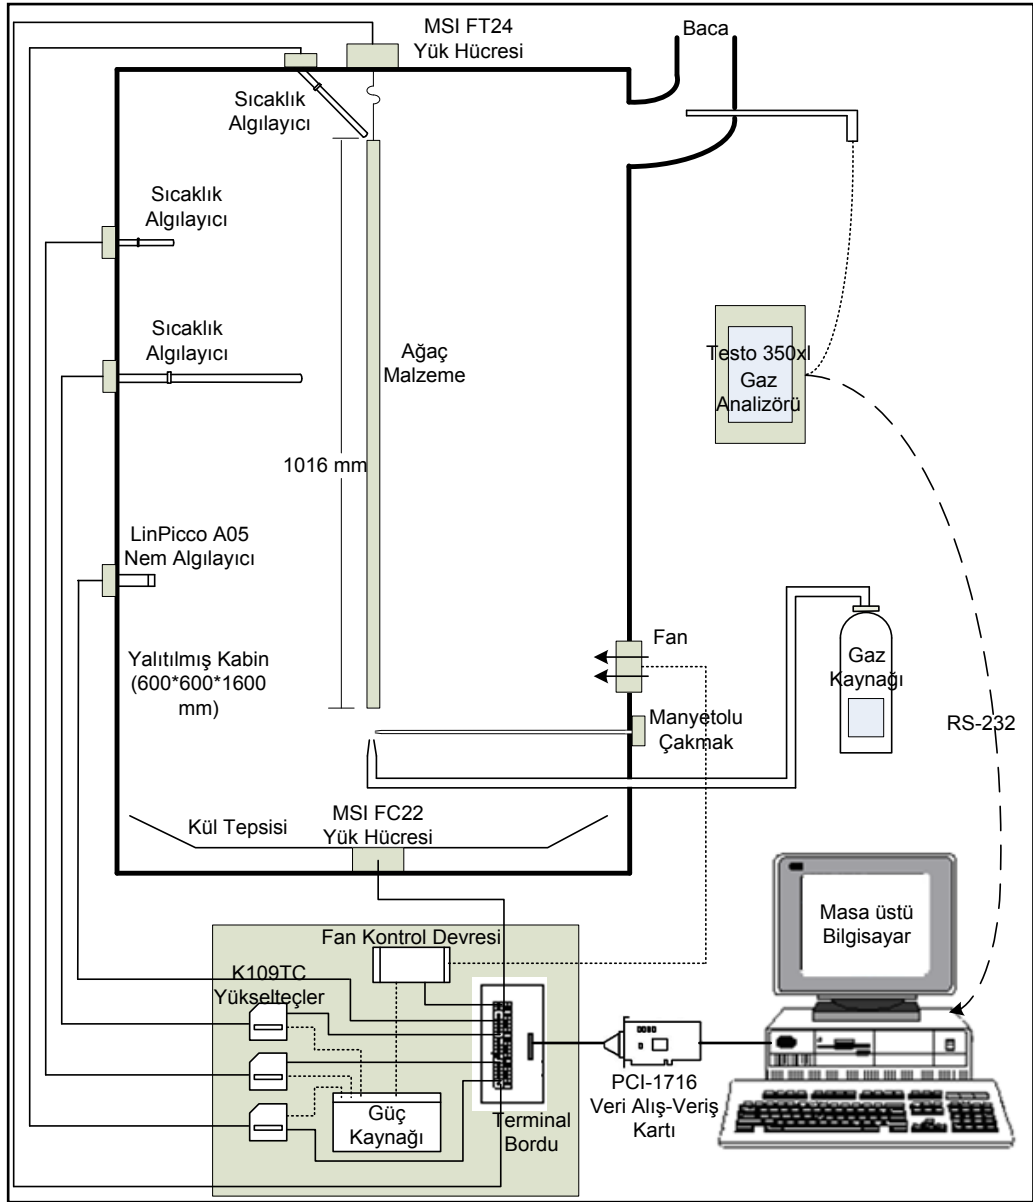 MSI FT24
Yük Hücresi
Baca
Sıcaklık
Algılayıcı
Sıcaklık
Algılayıcı
Sıcaklık
Algılayıcı
Ağaç
Malzeme
Testo 350xl
Gaz
Analizörü
1016 mm
LinPicco A05
Nem Algılayıcı
Fan
Yalıtılmış Kabin
(600*600*1600
mm)
Gaz
Kaynağı
Manyetolu
Çakmak
RS-232
MSI FC22
Yük Hücresi
Kül Tepsisi
Masa üstü
Bilgisayar
Fan Kontrol Devresi
K109TC
Yükselteçler
PCI-1716
Veri Alış-Veriş
Kartı
Güç
Kaynağı
Terminal
Bordu